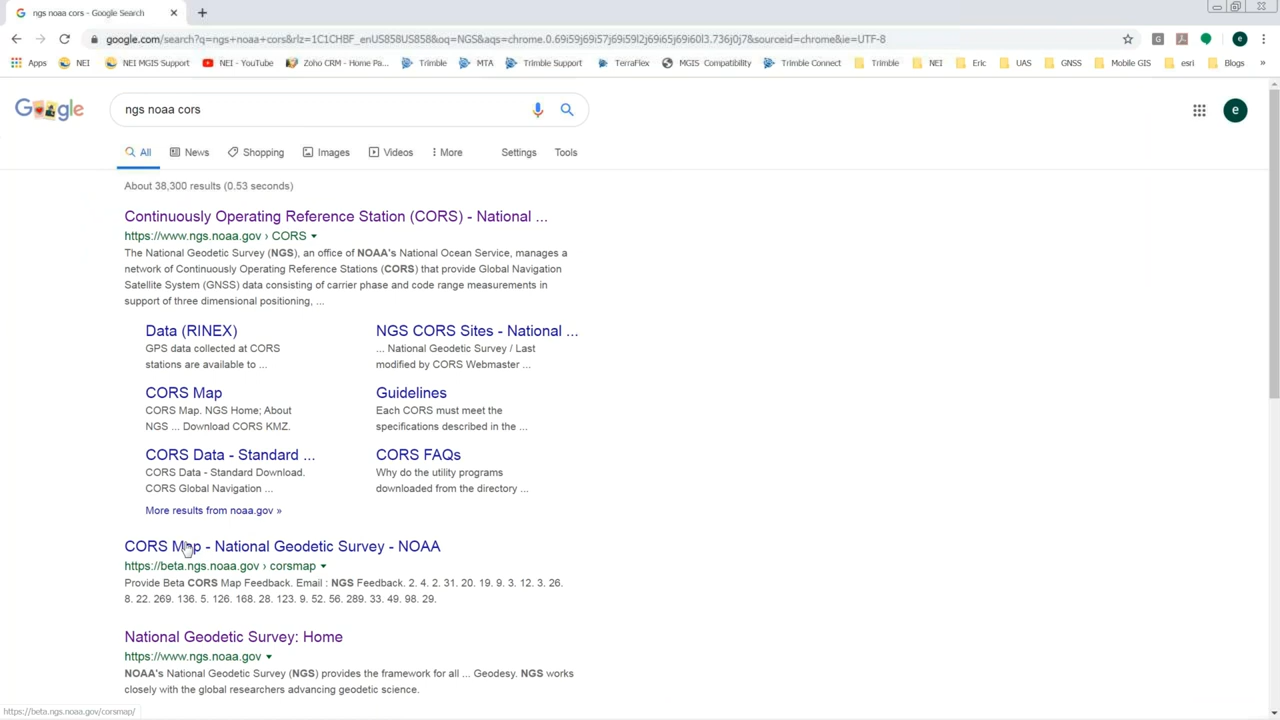 ngs noaa cors - Google Search
google.com/search?q=ngs+noaa+cors&rlz=1C1CHBF_enUS858US858&oq=NGS&aqs=chrome.0.69i59j69i57j69i59l2j69i65j69i60l3.736j0j7&sourceid=chrome&ie=UTF-8
G e
Apps NEI NEI MGIS Support NEI - YouTube Zoho CRM - Home Pa... Trimble MTA Trimble Support TerraFlex MGIS Compatibility Trimble Connect Trimble NEI Eric UAS GNSS Mobile GIS esri Blogs »
Google ngs noaa cors e
All News Shopping Images Videos More Settings Tools
About 38,300 results (0.53 seconds)
Continuously Operating Reference Station (CORS) - National ...
https://www.ngs.noaa.gov › CORS
The National Geodetic Survey (NGS), an office of NOAA's National Ocean Service, manages a
network of Continuously Operating Reference Stations (CORS) that provide Global Navigation
Satellite System (GNSS) data consisting of carrier phase and code range measurements in
support of three dimensional positioning, ...
Data (RINEX)
GPS data collected at CORS
stations are available to ...
NGS CORS Sites - National ...
... National Geodetic Survey / Last
modified by CORS Webmaster ...
CORS Map
CORS Map. NGS Home; About
NGS ... Download CORS KMZ.
Guidelines
Each CORS must meet the
specifications described in the ...
CORS Data - Standard ...
CORS Data - Standard Download.
CORS Global Navigation ...
CORS FAQs
Why do the utility programs
downloaded from the directory ...
More results from noaa.gov »
CORS Map - National Geodetic Survey - NOAA
https://beta.ngs.noaa.gov › corsmap
Provide Beta CORS Map Feedback. Email : NGS Feedback. 2. 4. 2. 31. 20. 19. 9. 3. 12. 3. 26.
8. 22. 269. 136. 5. 126. 168. 28. 123. 9. 52. 56. 289. 33. 49. 98. 29.
National Geodetic Survey: Home
https://www.ngs.noaa.gov
NOAA's National Geodetic Survey (NGS) provides the framework for all ... Geodesy. NGS works
closely with the global researchers advancing geodetic science.
https://beta.ngs.noaa.gov/corsmap/